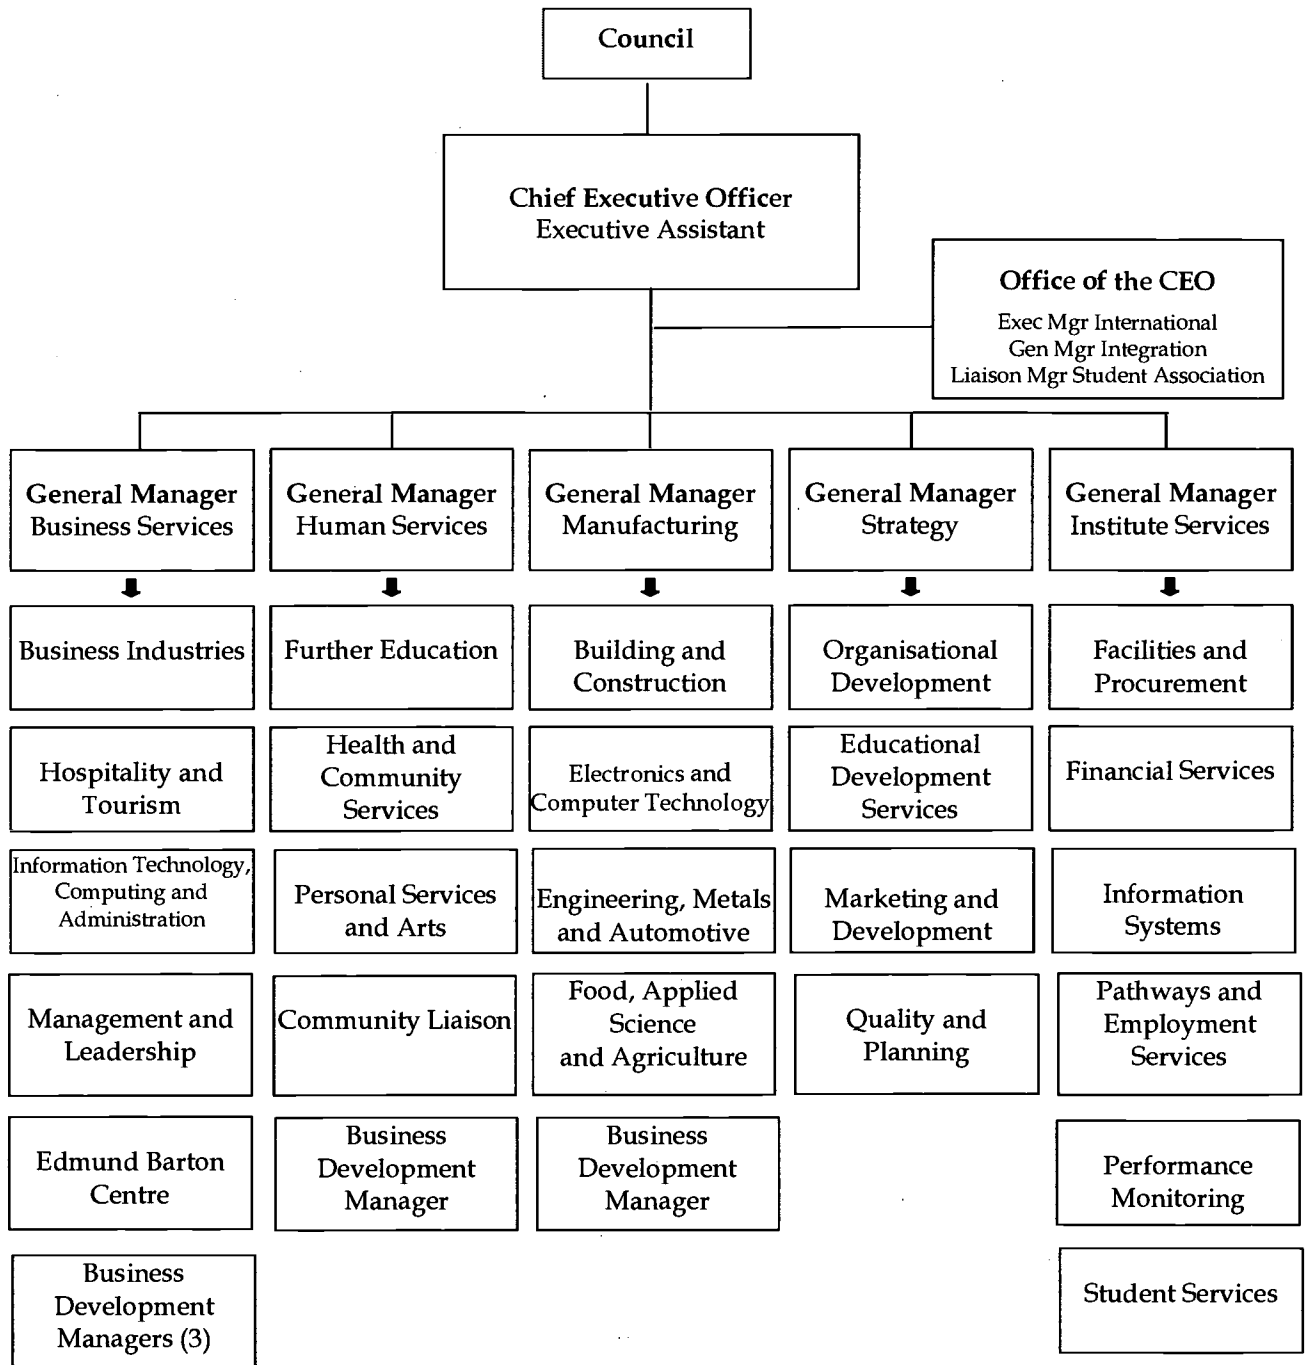 Council
Chief Executive Officer
Executive Assistant
Office of the CEO
Exec Mgr International
Gen Mgr Integration
Liaison Mgr Student Association
General Manager
Business Services
General Manager
Human Services
General Manager
Manufacturing
General Manager
Strategy
General Manager
Institute Services
Business Industries
Further Education
Building and
Construction
Organisational
Development
Facilities and
Procurement
Hospitality and
Tourism
Health and
Community
Services
Electronics and
Computer Technology
Educational
Development
Services
Financial Services
Information Technology,
Computing and
Administration
Personal Services
and Arts
Engineering, Metals
and Automotive
Marketing and
Development
Information
Systems
Management and
Leadership
Community Liaison
Food, Applied
Science
and Agriculture
Quality and
Planning
Pathways and
Employment
Services
Edmund Barton
Centre
Business
Development
Manager
Business
Development
Manager
Performance
Monitoring
Business
Development
Managers (3)
Student Services